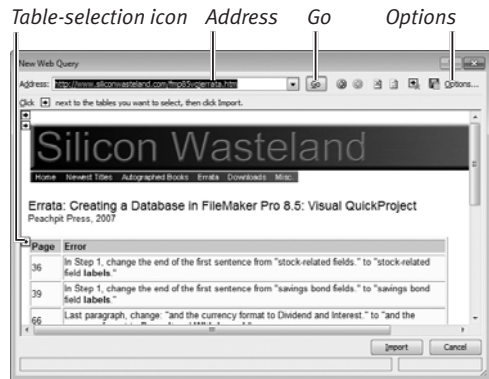 Table-selection icon Address Go Options
New Web Query
Address: http://www.siliconwasteland.com/fmp85vqjerrata.htm Go Options...
Click next to the tables you want to select, then click Import.
Silicon Wasteland
Home Newest Titles Autographed Books Errata Downloads Misc.
Errata: Creating a Database in FileMaker Pro 8.5: Visual QuickProject
Peachpit Press, 2007
Page Error
36 In Step 1, change the end of the first sentence from "stock-related fields." to "stock-related
field labels."
39 In Step 1, change the end of the first sentence from "savings bond fields." to "savings bond
field labels."
66 Last paragraph, change: "and the currency format to Dividend and Interest." to "and the
Import Cancel